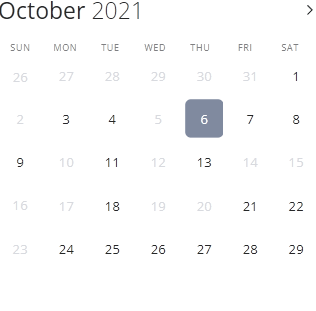 October 2021
SUN MON TUE WED THU FRI SAT
26 27 28 29 30 31 1
2 3 4 5 6 7 8
9 10 11 12 13 14 15
16 17 18 19 20 21 22
23 24 25 26 27 28 29